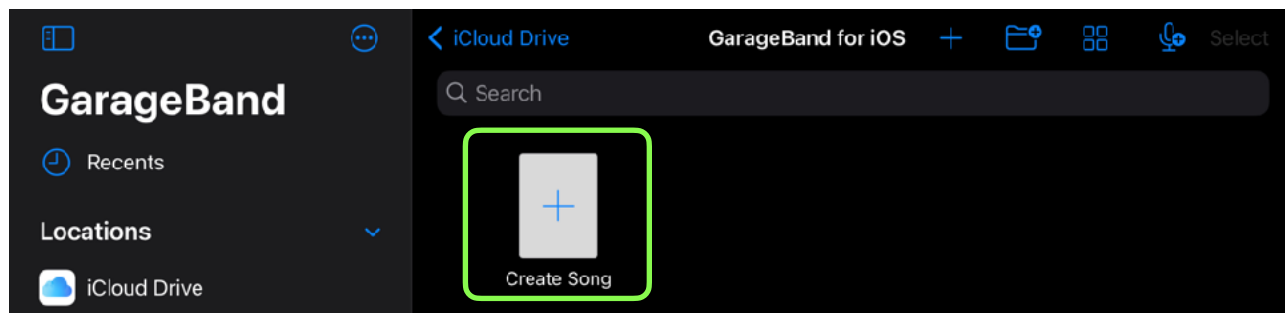 iCloud Drive
GarageBand for iOS
Select
GarageBand
Search
Recents
Locations
iCloud Drive
Create Song